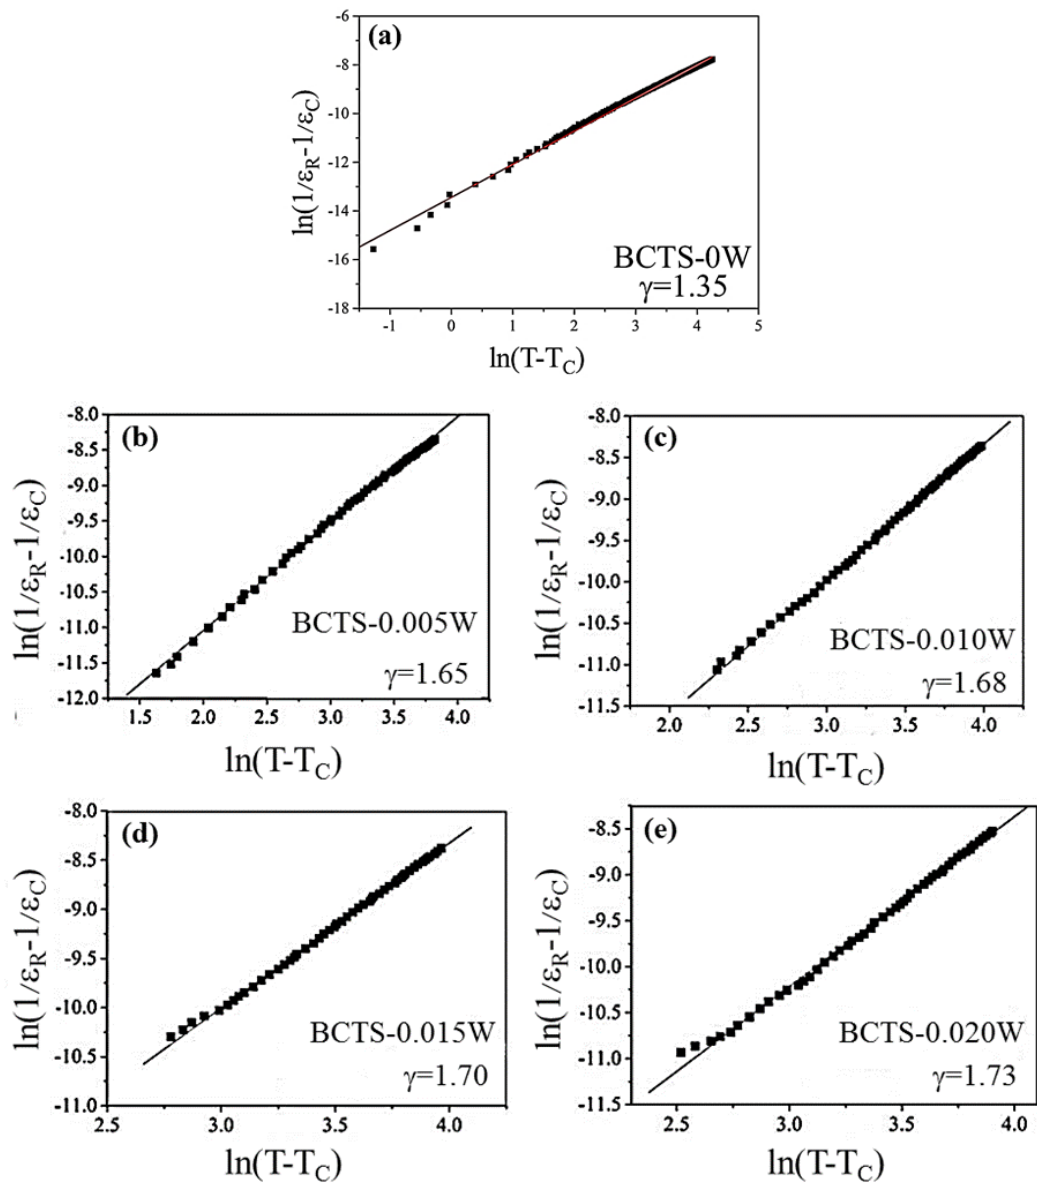 (a)
-6
-8
-10
-12
-14
-16
-18
ln(1/εR-1/εC)
BCTS-0W
γ=1.35
-1 0 1 2 3 4 5
ln(T-TC)
(b)
-8.0
-8.5
-9.0
-9.5
-10.0
-10.5
-11.0
-11.5
-12.0
ln(1/εR-1/εC)
BCTS-0.005W
γ=1.65
1.5 2.0 2.5 3.0 3.5 4.0
ln(T-TC)
(c)
-8.0
-8.5
-9.0
-9.5
-10.0
-10.5
-11.0
-11.5
ln(1/εR-1/εC)
BCTS-0.010W
γ=1.68
2.0 2.5 3.0 3.5 4.0
ln(T-TC)
(d)
-8.0
-8.5
-9.0
-9.5
-10.0
-10.5
-11.0
ln(1/εR-1/εC)
BCTS-0.015W
γ=1.70
2.5 3.0 3.5 4.0
ln(T-TC)
(e)
-8.5
-9.0
-9.5
-10.0
-10.5
-11.0
-11.5
ln(1/εR-1/εC)
BCTS-0.020W
γ=1.73
2.5 3.0 3.5 4.0
ln(T-TC)